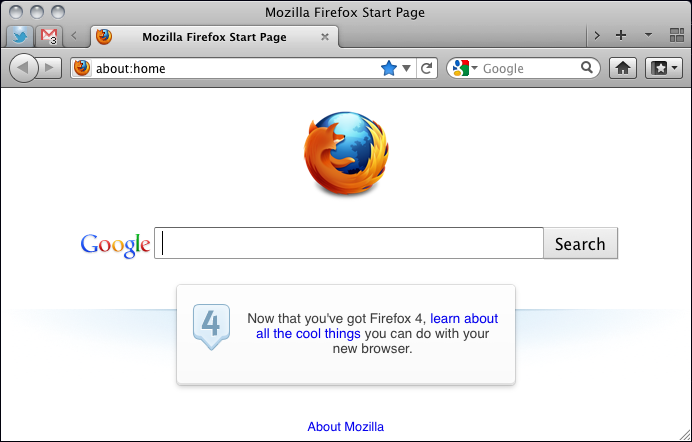 Mozilla Firefox Start Page
3
Mozilla Firefox Start Page
about:home
Google
Google
Search
4
Now that you've got Firefox 4, learn about
all the cool things you can do with your
new browser.
About Mozilla